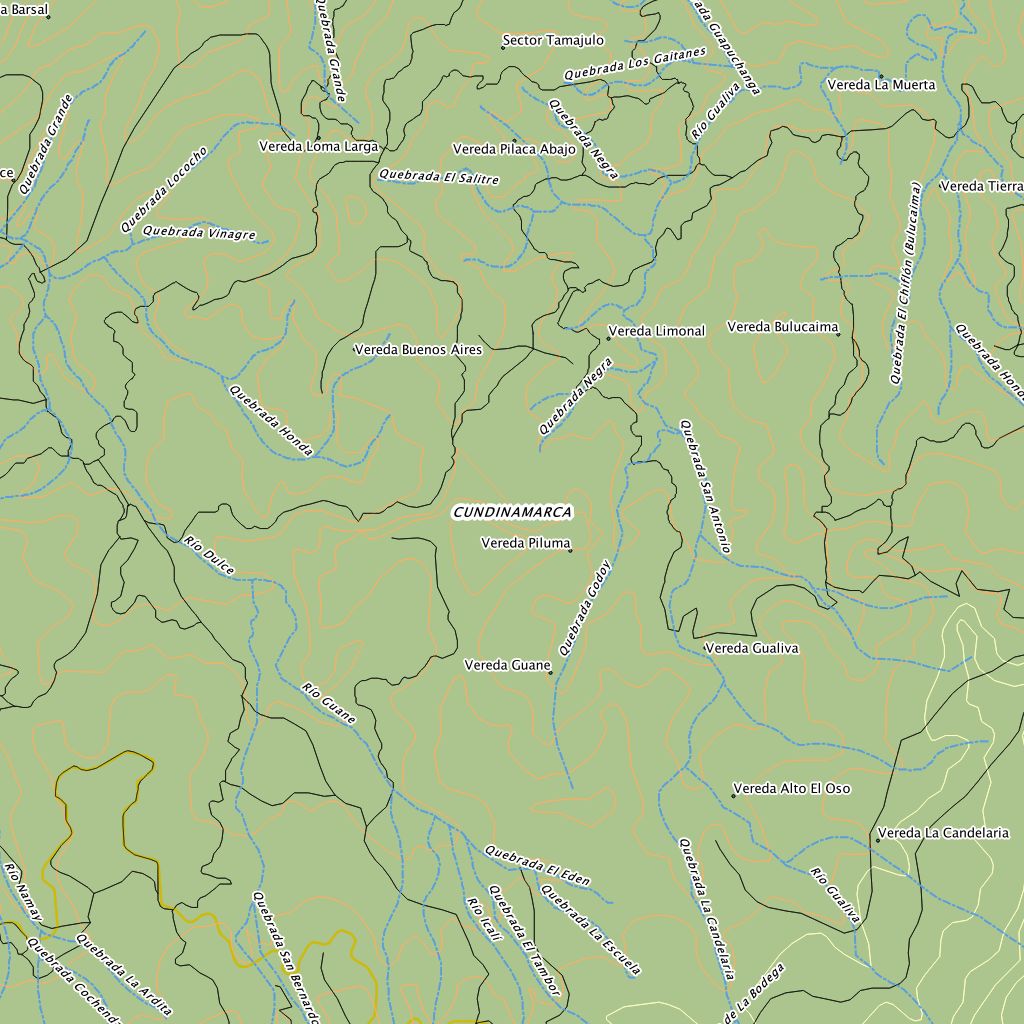 a Barsal
Quebrada Grande
Sector Tamajulo
Quebrada Los Gaitanes
ada Guapuchanga
Vereda La Muerta
Quebrada Grande
Río Gualiva
Quebrada Negra
Vereda Loma Larga
Vereda Pilaca Abajo
Quebrada Lococho
ce
Quebrada El Salitre
Vereda Tierra
Quebrada Vinagre
Quebrada El Chiflón (Bulucaima)
Vereda Limonal
Vereda Bulucaima
Vereda Buenos Aires
Quebrada Hond
Quebrada Negra
Quebrada Honda
Quebrada San Antonio
CUNDINAMARCA
Vereda Piluma
Río Dulce
Quebrada Godoy
Vereda Gualiva
Vereda Guane
Río Guane
Vereda Alto El Oso
Vereda La Candelaria
Quebrada El Eden
Quebrada La Candelaria
Río Gualiva
Río Namay
Quebrada San Bernardo
Río Icalí
Quebrada El Tambor
Quebrada La Escuela
Quebrada La Ardita
Quebrada Cochenda
de La Bodega